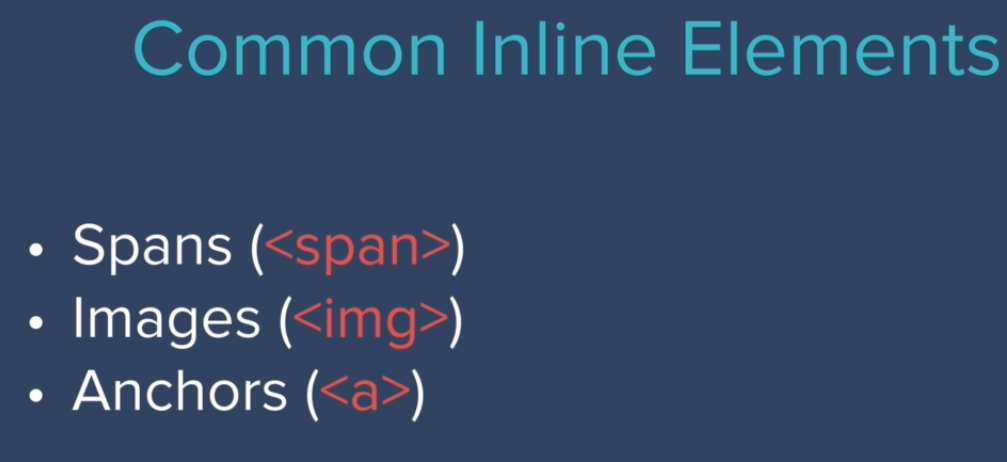 Common Inline Elements
• Spans (<span>)
• Images (<img>)
• Anchors (<a>)